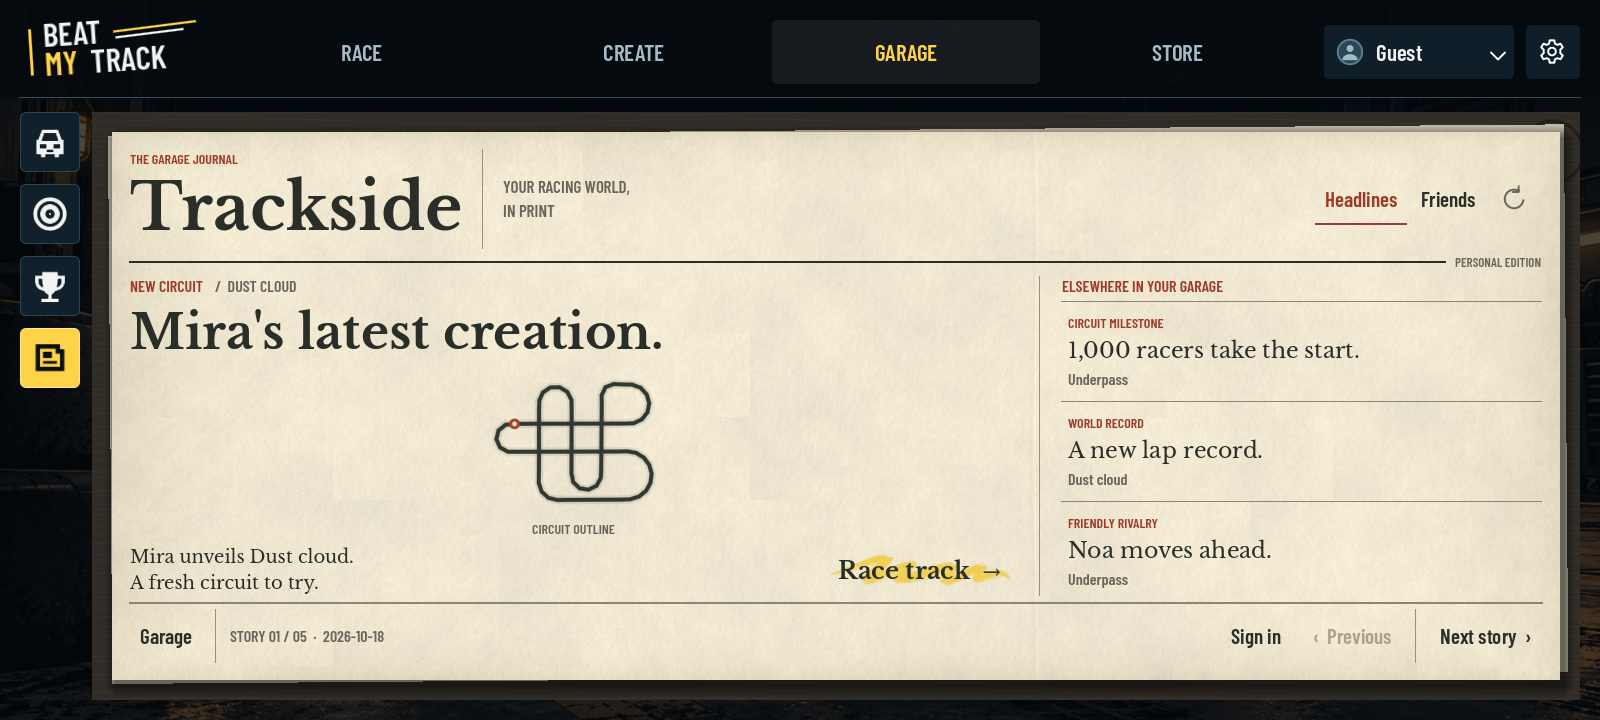 BEAT
MY TRACK
RACE
CREATE
GARAGE
STORE
Guest
THE GARAGE JOURNAL
Trackside
YOUR RACING WORLD,
IN PRINT
Headlines
Friends
PERSONAL EDITION
NEW CIRCUIT / DUST CLOUD
Mira's latest creation.
CIRCUIT OUTLINE
Mira unveils Dust cloud.
A fresh circuit to try.
Race track →
ELSEWHERE IN YOUR GARAGE
CIRCUIT MILESTONE
1,000 racers take the start.
Underpass
WORLD RECORD
A new lap record.
Dust cloud
FRIENDLY RIVALRY
Noa moves ahead.
Underpass
Garage
STORY 01 / 05 · 2026-10-18
Sign in
‹ Previous
Next story ›